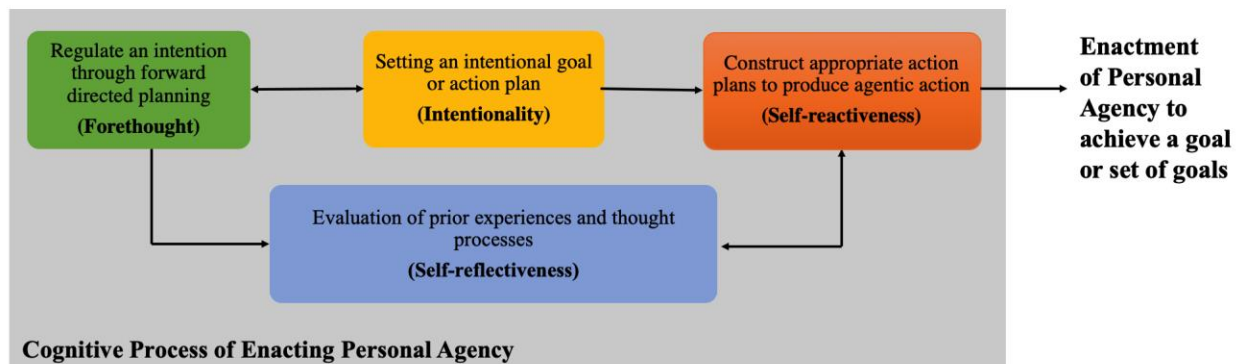 Regulate an intention
through forward
directed planning
(Forethought)
Setting an intentional goal
or action plan
(Intentionality)
Construct appropriate action
plans to produce agentic action
(Self-reactiveness)
Enactment
of Personal
Agency to
achieve a goal
or set of goals
Evaluation of prior experiences and thought
processes
(Self-reflectiveness)
Cognitive Process of Enacting Personal Agency